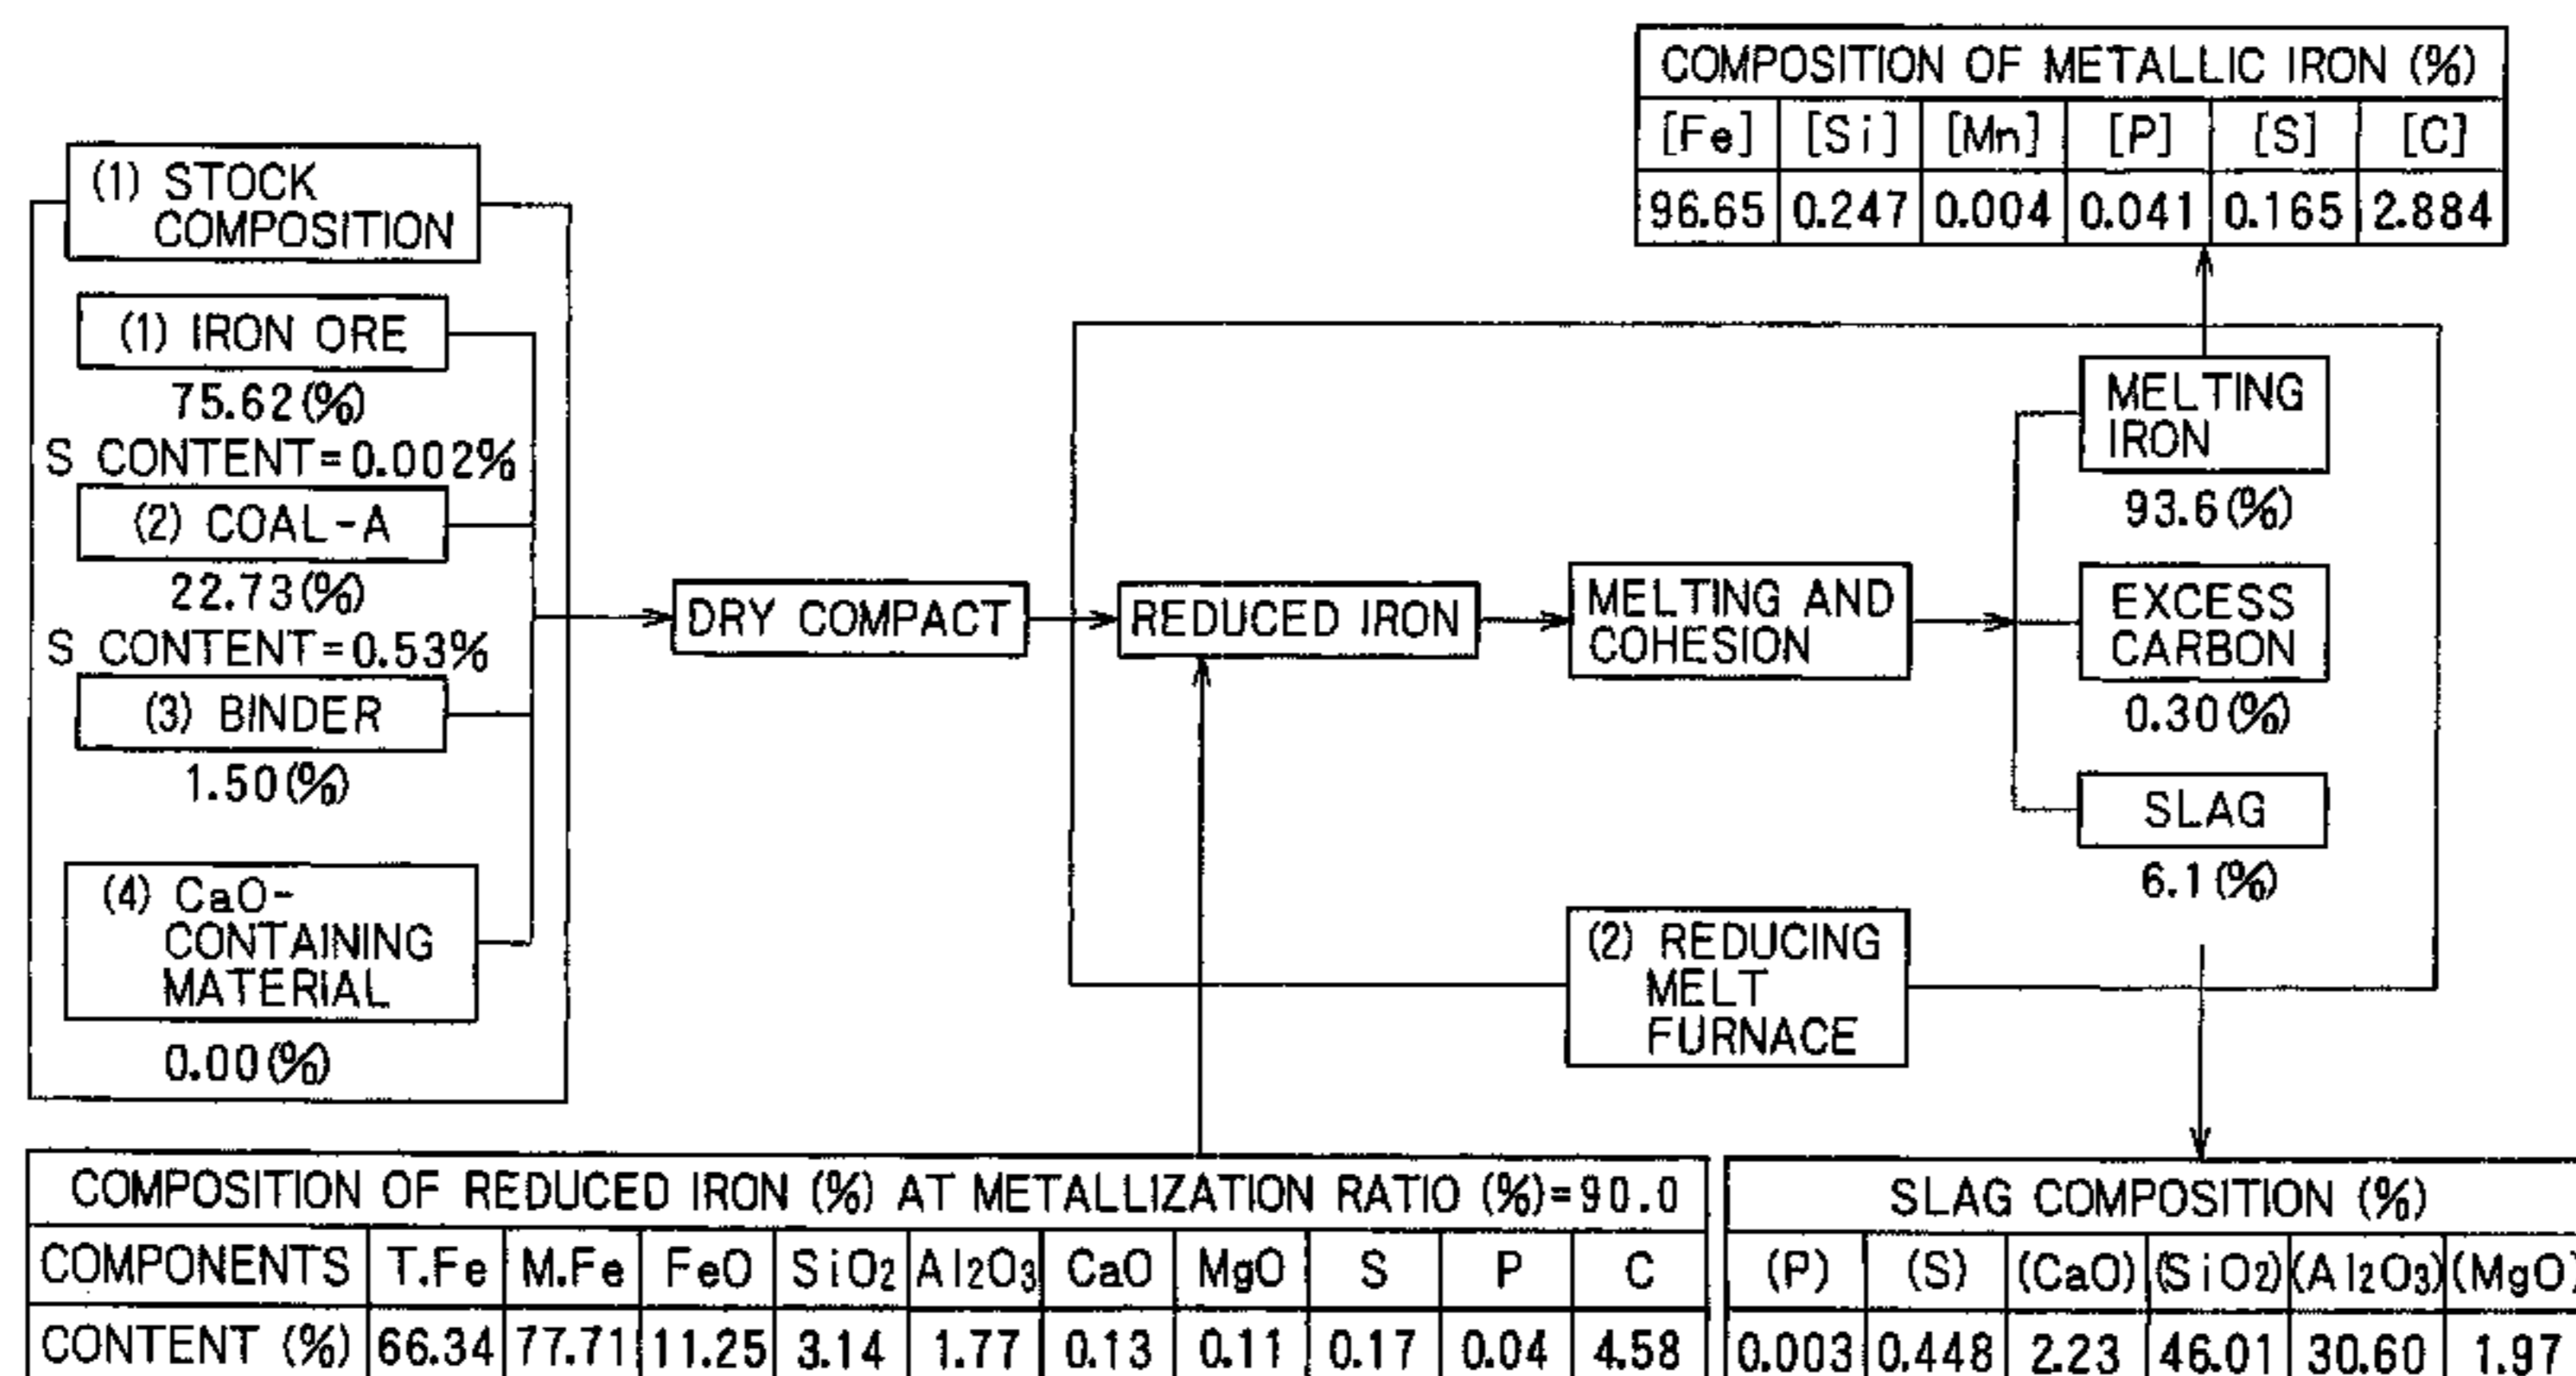 COMPOSITION OF METALLIC IRON (%)
[Fe] [Si] [Mn] [P] [S] [C]
96.65 0.247 0.004 0.041 0.165 2.884
(1) STOCK
COMPOSITION
(1) IRON ORE
75.62(%)
S CONTENT=0.002%
(2) COAL-A
22.73(%)
S CONTENT=0.53%
(3) BINDER
1.50(%)
(4) CaO-
CONTAINING
MATERIAL
0.00(%)
DRY COMPACT
REDUCED IRON
MELTING AND
COHESION
MELTING
IRON
93.6(%)
EXCESS
CARBON
0.30(%)
SLAG
6.1(%)
(2) REDUCING
MELT
FURNACE
COMPOSITION OF REDUCED IRON (%) AT METALLIZATION RATIO (%)=90.0
COMPONENTS T.Fe M.Fe FeO SiO2 Al2O3 CaO MgO S P C
CONTENT (%) 66.34 77.71 11.25 3.14 1.77 0.13 0.11 0.17 0.04 4.58
SLAG COMPOSITION (%)
(P) (S) (CaO) (SiO2) (Al2O3) (MgO)
0.003 0.448 2.23 46.01 30.60 1.97